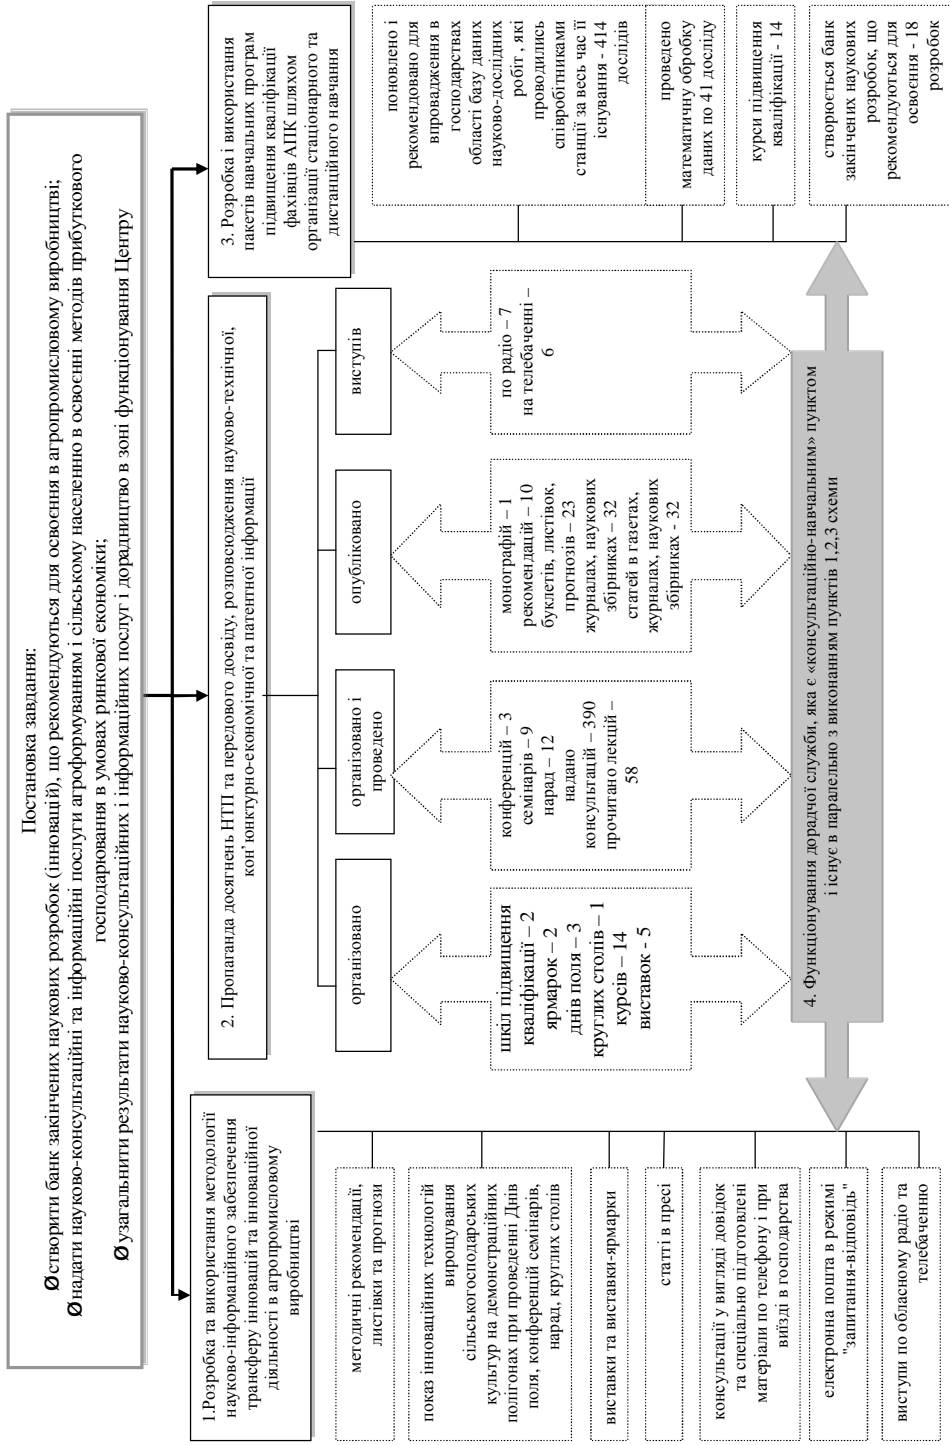 Постановка завдання:
Øстворити банк закінчених наукових розробок (інновацій), що рекомендуються для освоєння в агропромисловому виробництві;
Øнадати науково-консультаційні та інформаційні послуги агроформуванням і сільському населенню в освоєнні методів прибуткового
господарювання в умовах ринкової економіки;
Øузагальнити результати науково-консультаційних і інформаційних послуг і дорадництво в зоні функціонування Центру
1.Розробка та використання методології
науково-інформаційного забезпечення
трансферу інновацій та інноваційної
діяльності в агропромисловому
виробництві
методичні рекомендації,
листівки та прогнози
показ інноваційних технологій
вирощування
сільськогосподарських
культур на демонстраційних
полігонах при проведенні Днів
поля, конференцій семінарів,
нарад, круглих столів
виставки та виставки-ярмарки
статті в пресі
консультації у вигляді довідок
та спеціально підготовлені
матеріали по телефону і при
виїзді в господарства
електронна пошта в режимі
"запитання-відповідь"
виступи по обласному радіо та
телебаченню
2. Пропаганда досягнень НТП та передового досвіду, розповсюдження науково-технічної,
кон’юнктурно-економічної та патентної інформації
організовано
шкіл підвищення
кваліфікації – 2
ярмарок – 2
днів поля – 3
круглих столів – 1
курсів – 14
виставок - 5
організовано і
проведено
конференцій – 3
семінарів – 9
нарад – 12
надано
консультацій – 390
прочитано лекцій –
58
опубліковано
монографій – 1
рекомендацій – 10
буклетів, листівок,
прогнозів – 23
журналах, наукових
збірниках – 32
статей в газетах,
журналах, наукових
збірниках - 32
виступів
по радіо – 7
на телебаченні –
6
3. Розробка і використання
пакетів навчальних програм
підвищення кваліфікації
фахівців АПК шляхом
організації стаціонарного та
дистанційного навчання
поновлено і
рекомендовано для
впровадження в
господарствах
області базу даних
науково-дослідних
робіт , які
проводились
співробітниками
станції за весь час її
існування - 414
дослідів
проведено
математичну обробку
даних по 41 досліду
курси підвищення
кваліфікації - 14
створюється банк
закінчених наукових
розробок, що
рекомендуються для
освоєння - 18
розробок
4. Функціонування дорадчої служби, яка є «консультаційно-навчальним» пунктом
і існує в паралельно з виконанням пунктів 1,2,3 схеми